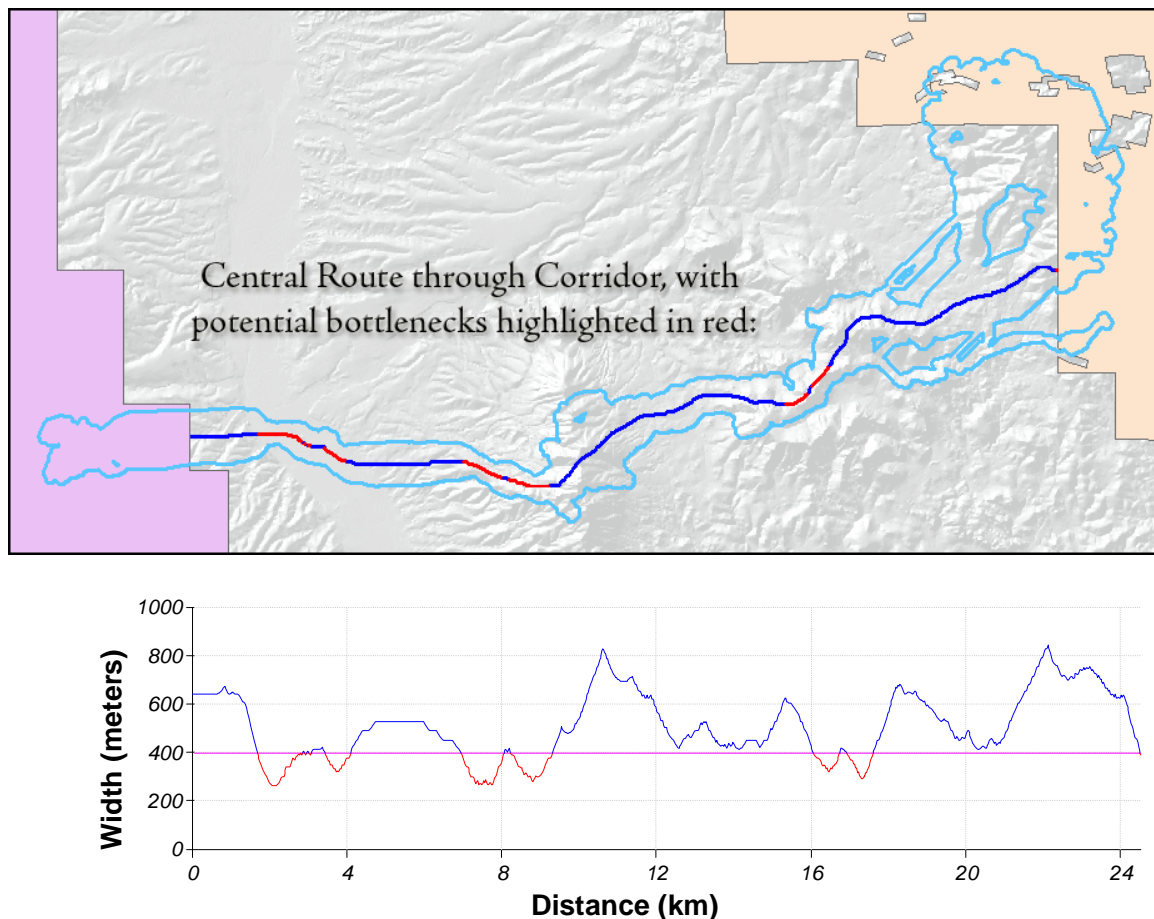 Central Route through Corridor, with
potential bottlenecks highlighted in red:
1000
800
600
400
200
0
Width (meters)
0 4 8 12 16 20 24
Distance (km)